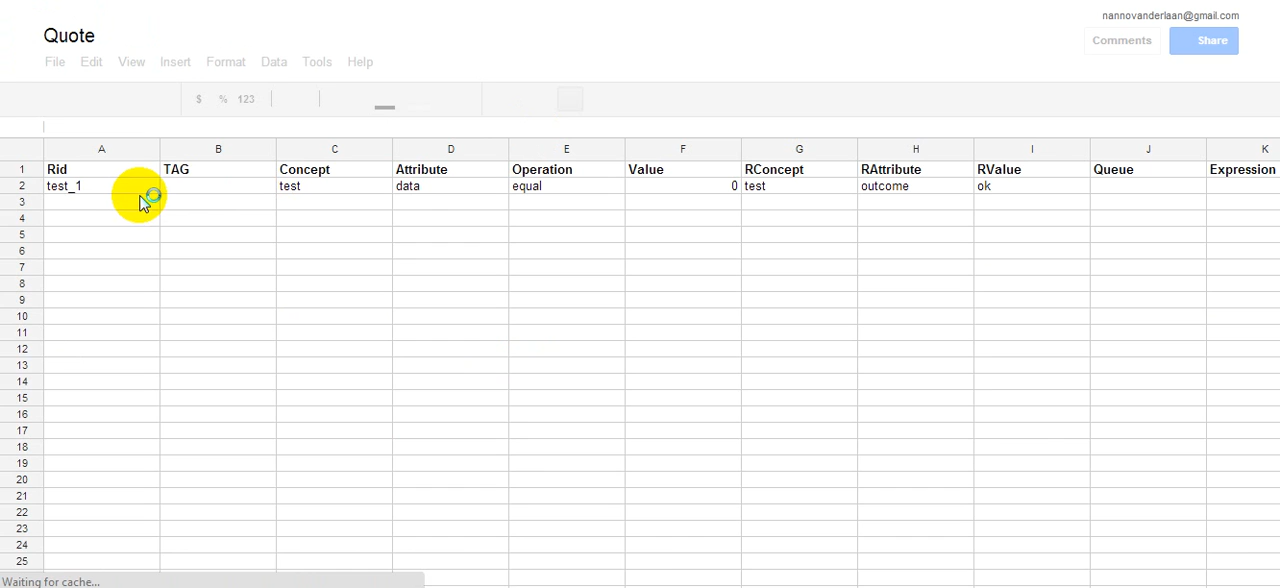 nannovanderlaan@gmail.com
Quote
Comments Share
File Edit View Insert Format Data Tools Help
$ % 123
A B C D E F G H I J K
1 Rid TAG Concept Attribute Operation Value RConcept RAttribute RValue Queue Expression
2 test_1 test data equal 0 test outcome ok
3
4
5
6
7
8
9
10
11
12
13
14
15
16
17
18
19
20
21
22
23
24
25
Waiting for cache...